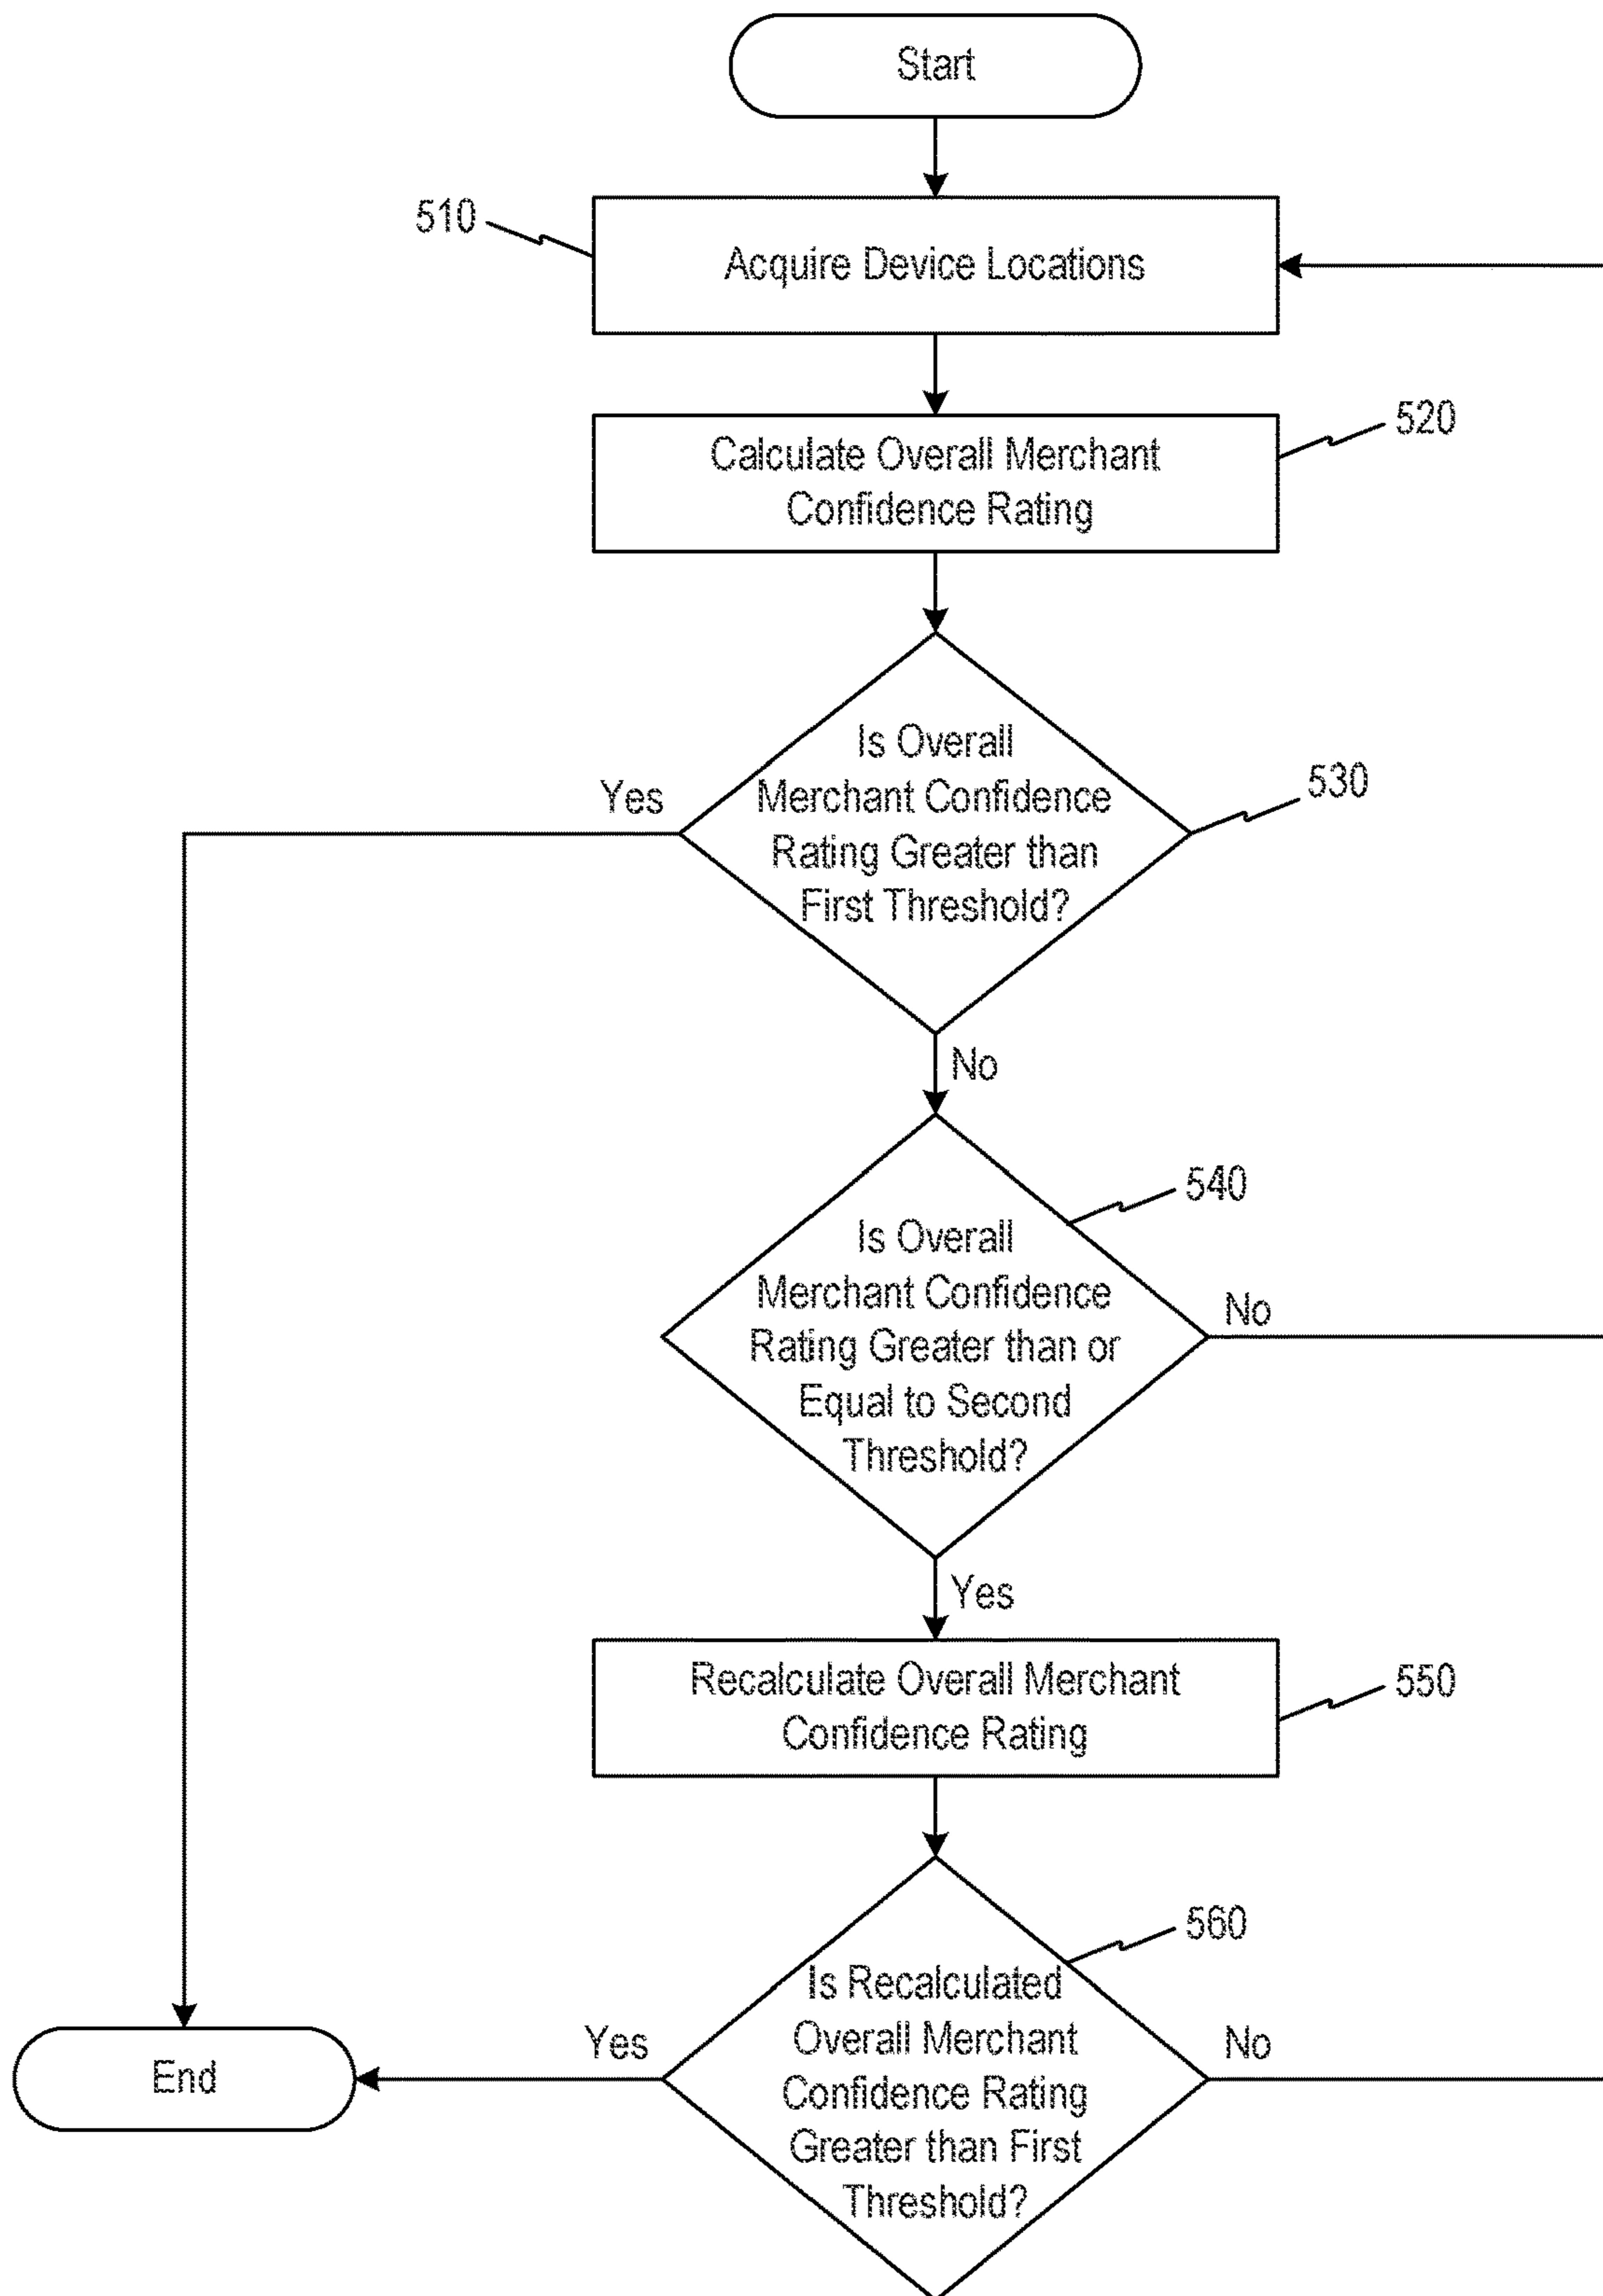 Start
510
Acquire Device Locations
520
Calculate Overall Merchant
Confidence Rating
530
Yes
Is Overall
Merchant Confidence
Rating Greater than
First Threshold?
No
540
Is Overall
Merchant Confidence
Rating Greater than or
Equal to Second
Threshold?
No
Yes
550
Recalculate Overall Merchant
Confidence Rating
560
Is Recalculated
Overall Merchant
Confidence Rating
Greater than First
Threshold?
Yes
No
End